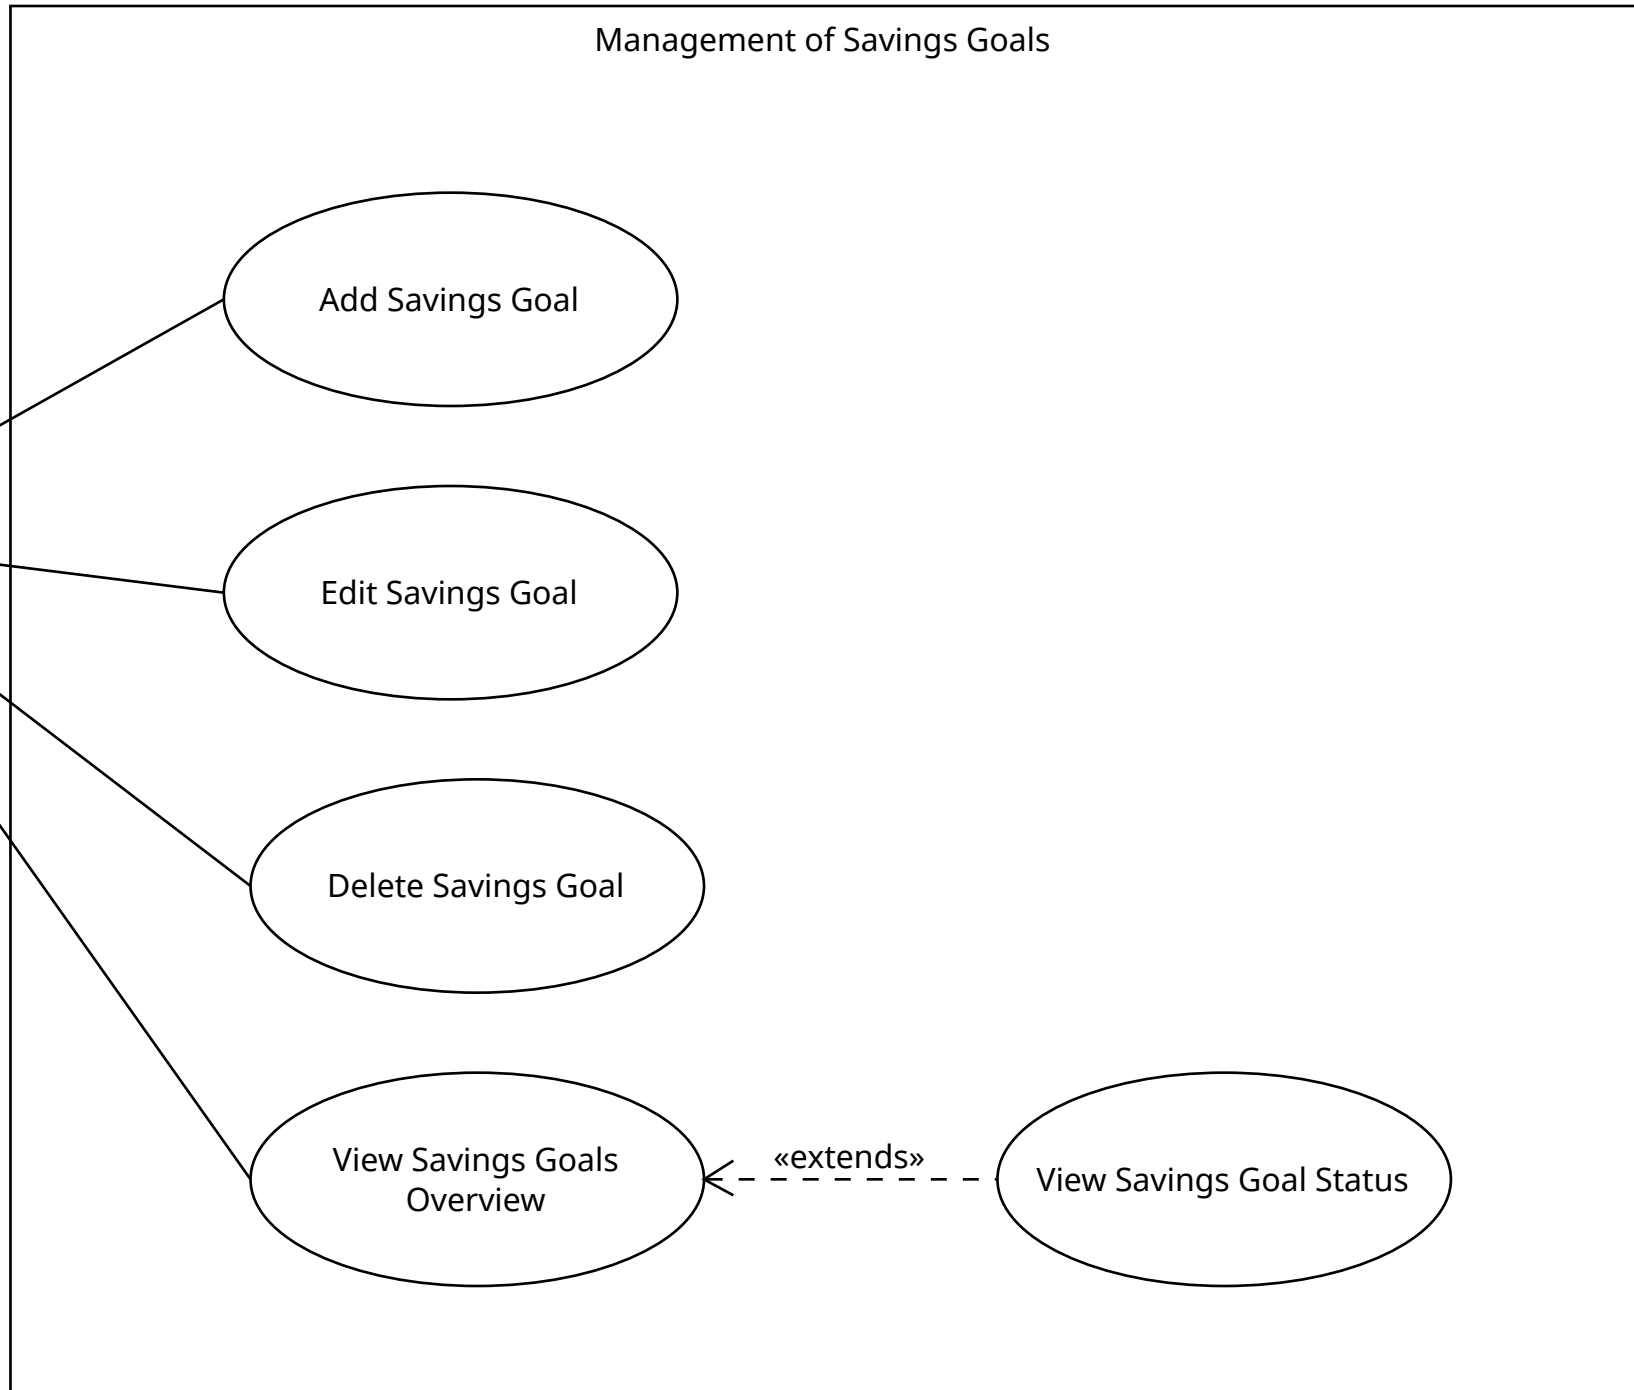 Management of Savings Goals
Add Savings Goal
Edit Savings Goal
Delete Savings Goal
View Savings Goals
Overview
«extends»
View Savings Goal Status